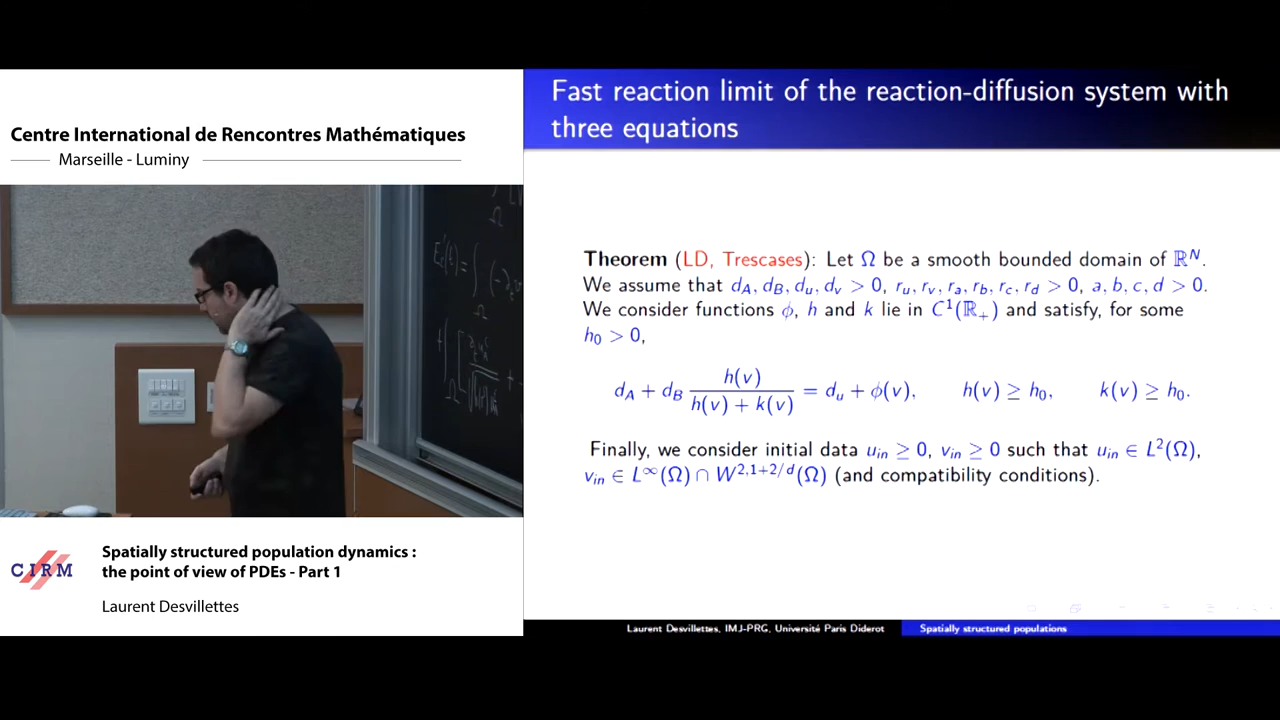 Centre International de Rencontres Mathématiques
Marseille - Luminy
Fast reaction limit of the reaction-diffusion system with
three equations
Theorem (LD, Trescases): Let Ω be a smooth bounded domain of ℝ^N.
We assume that d_A, d_B, d_u, d_v > 0, r_u, r_v, r_a, r_b, r_c, r_d > 0, a, b, c, d > 0.
We consider functions ϕ, h and k lie in C^1(ℝ_+) and satisfy, for some
h_0 > 0,
d_A + d_B h(v) / (h(v) + k(v)) = d_u + ϕ(v), h(v) ≥ h_0, k(v) ≥ h_0.
Finally, we consider initial data u_in ≥ 0, v_in ≥ 0 such that u_in ∈ L^2(Ω),
v_in ∈ L^∞(Ω) ∩ W^{2,1+2/d}(Ω) (and compatibility conditions).
CIRM
Spatially structured population dynamics :
the point of view of PDEs - Part 1
Laurent Desvillettes
Laurent Desvillettes, IMJ-PRG, Université Paris Diderot
Spatially structured populations